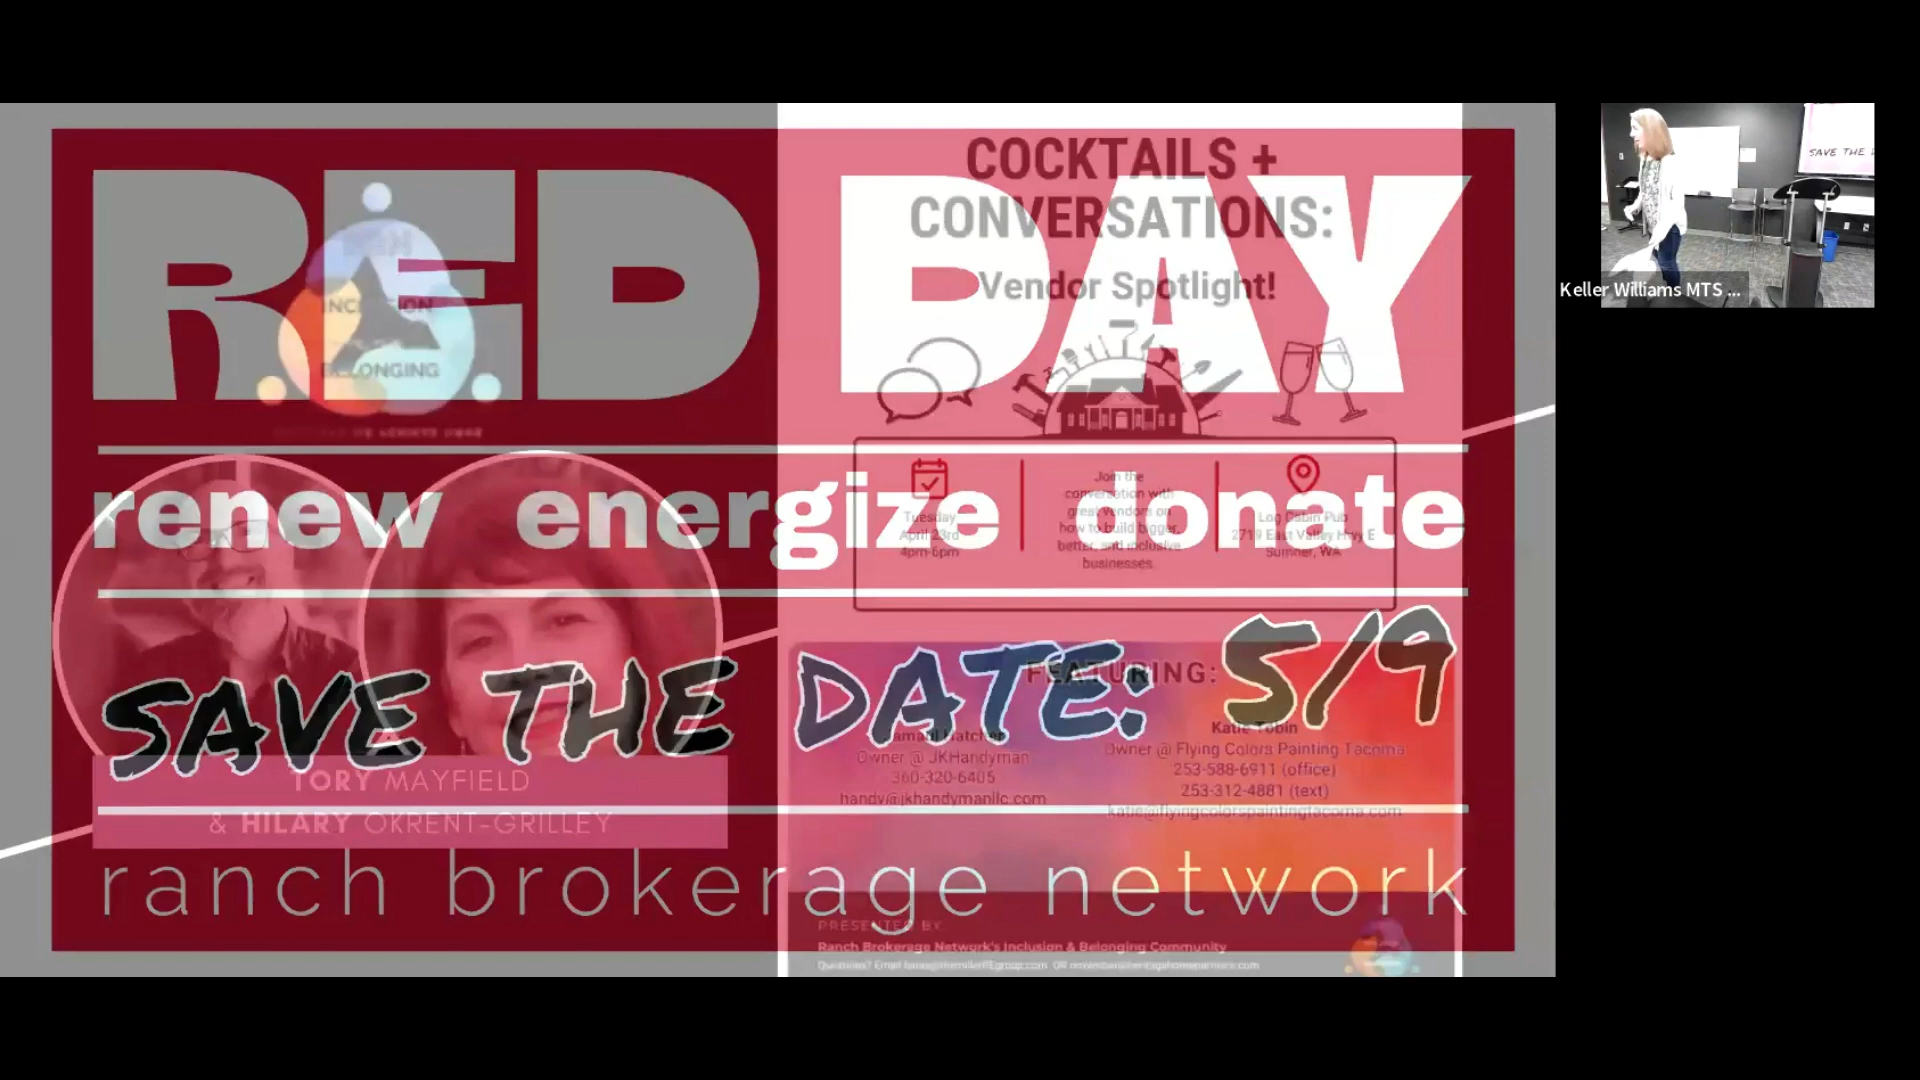 RED DAY
renew energize donate
SAVE THE DATE: 5/9
ranch brokerage network
INCLUSION
BELONGING
TORY MAYFIELD
& HILARY OKRENT-GRILLEY
COCKTAILS +
CONVERSATIONS:
Vendor Spotlight!
Tuesday
April 23rd
4pm-6pm
Join the
conversation with
great vendors on
how to build bigger,
better, and inclusive
businesses.
Log Cabin Pub
2719 East Valley Hwy E
Sumner, WA
FEATURING:
Jamaul Hatcher
Owner @ JKHandyman
360-320-6405
handy@jkhandymanllc.com
Katie Tobin
Owner @ Flying Colors Painting Tacoma
253-588-6911 (office)
253-312-4881 (text)
katie@flyingcolorspaintingtacoma.com
PRESENTED BY:
Ranch Brokerage Network's Inclusion & Belonging Community
Questions? Email
SAVE THE
Keller Williams MTS ...